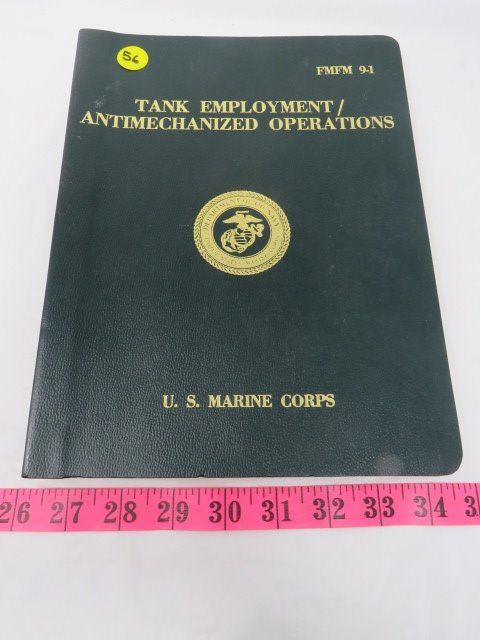 56
FMFM 9-1
TANK EMPLOYMENT/
ANTIMECHANIZED OPERATIONS
U. S. MARINE CORPS
26 27 28 29 30 31 32 33 34 3